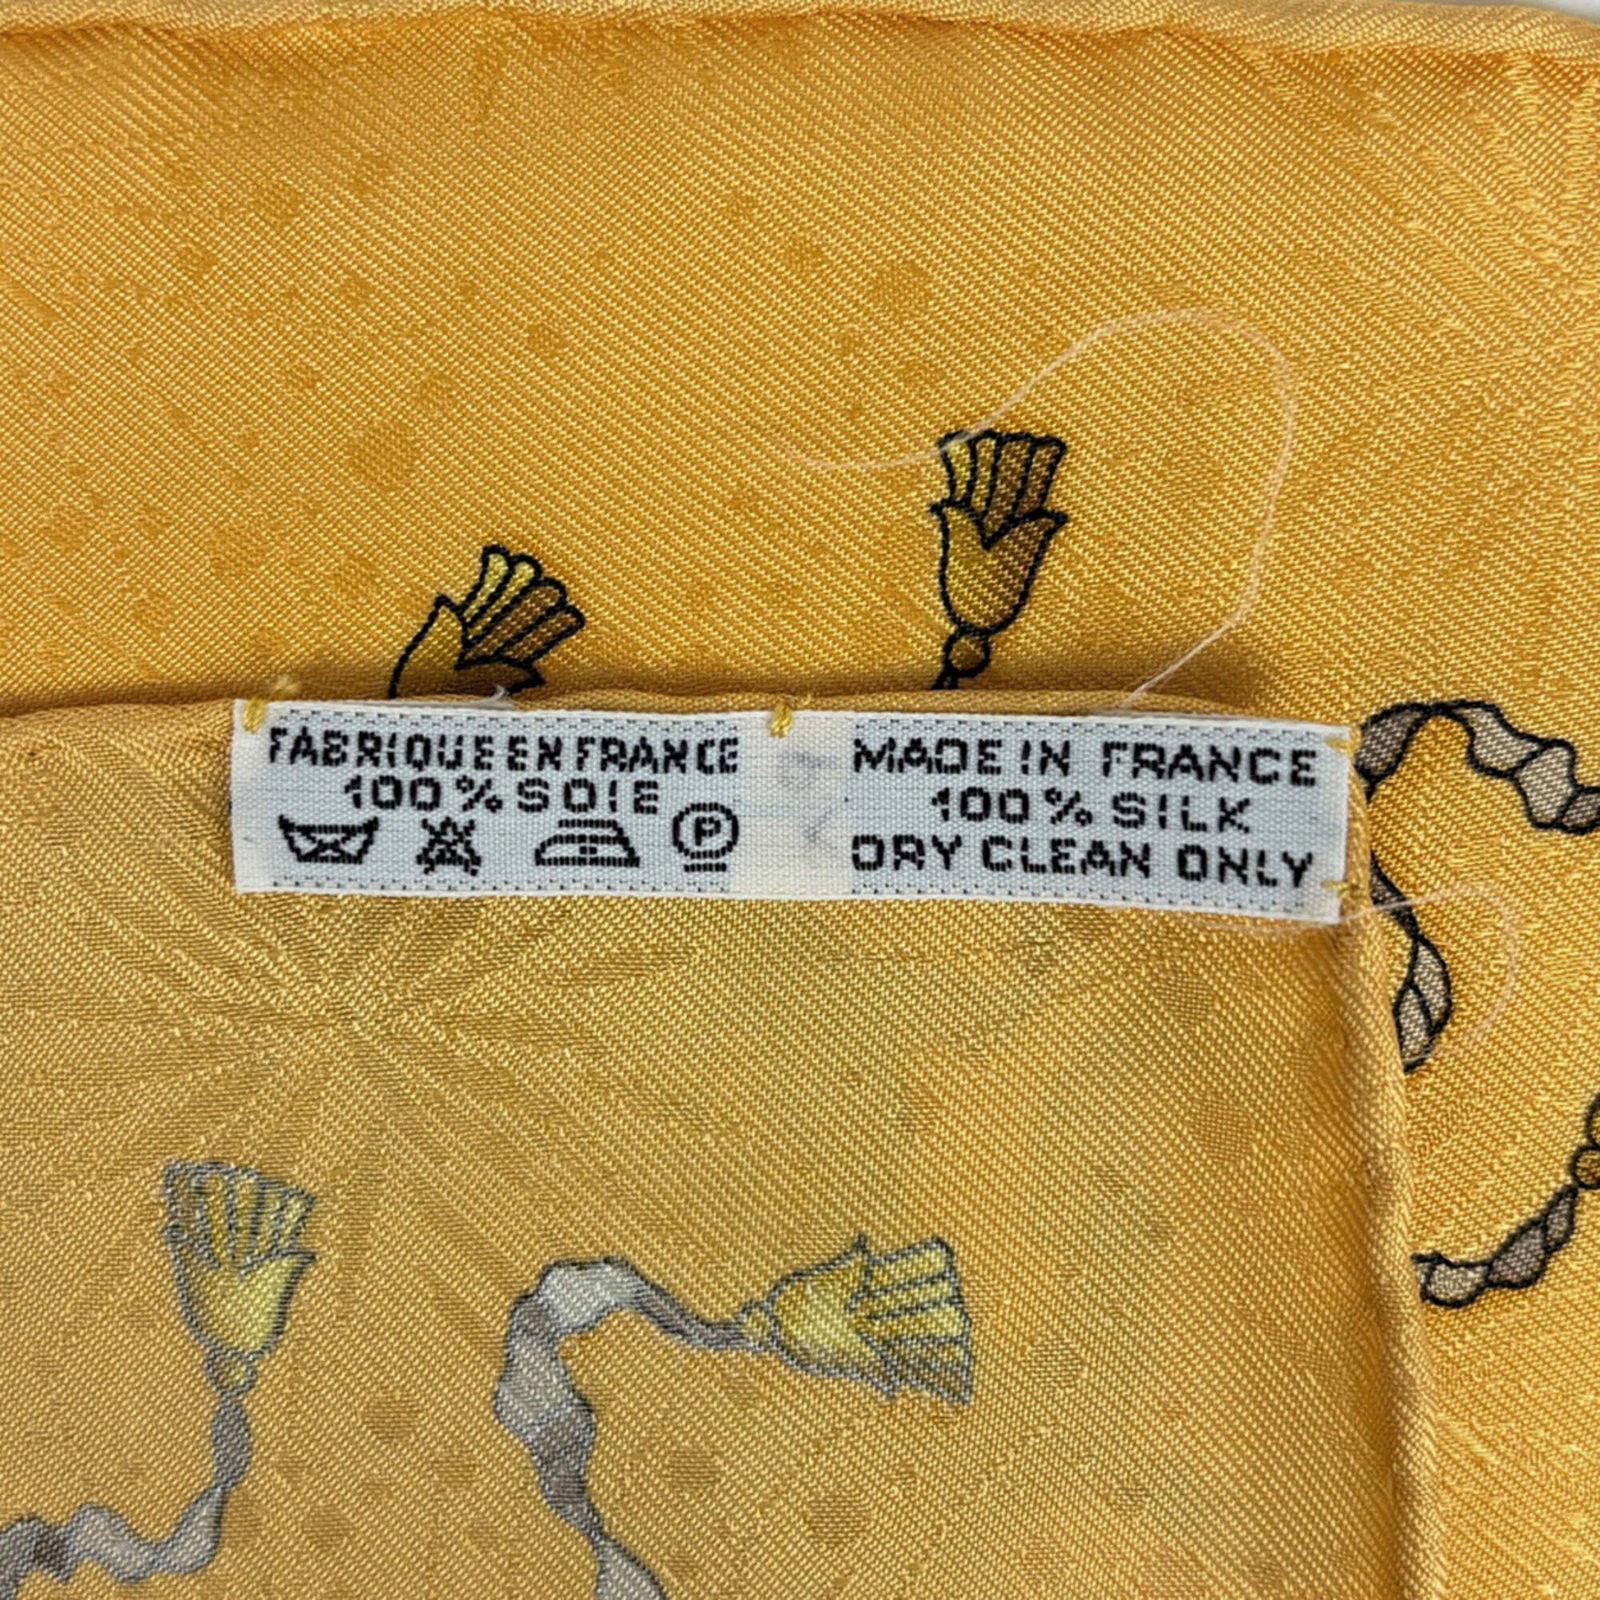 FABRIQUE EN FRANCE
100% SOIE
P
MADE IN FRANCE
100% SILK
DRY CLEAN ONLY